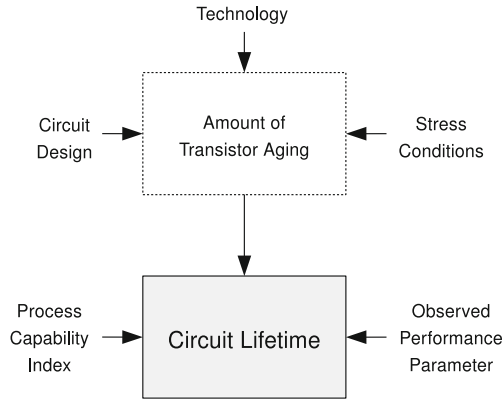 Technology
Circuit
Design
Amount of
Transistor Aging
Stress
Conditions
Process
Capability
Index
Circuit Lifetime
Observed
Performance
Parameter